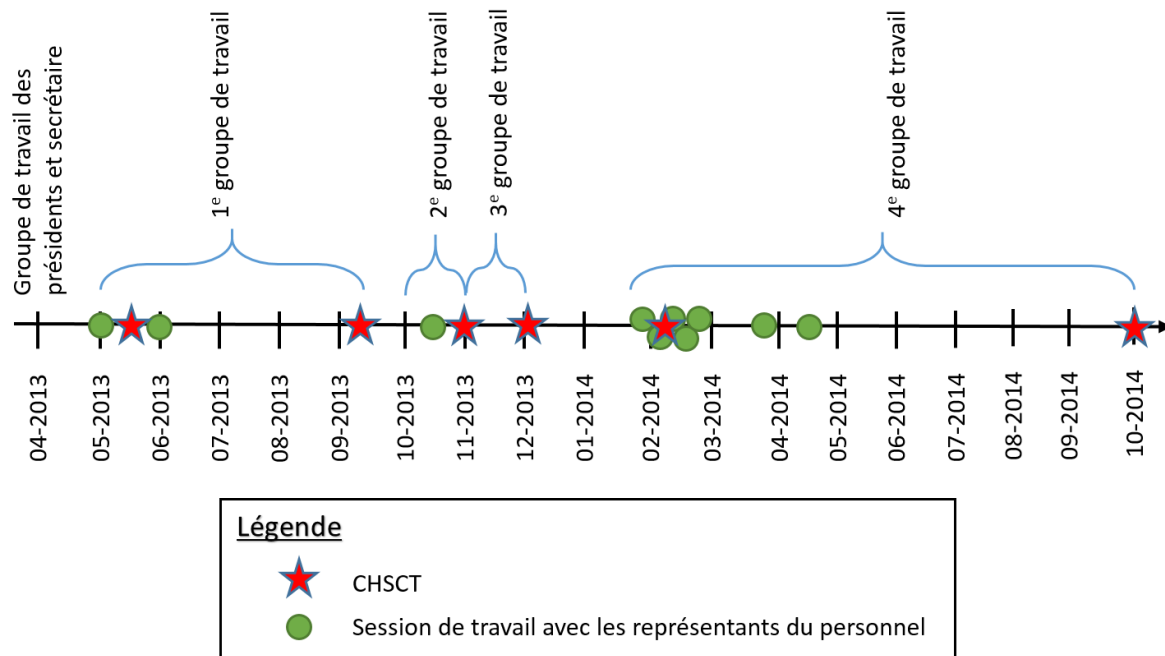 Groupe de travail des
présidents et secrétaire
1e groupe de travail
2e groupe de travail
3e groupe de travail
4e groupe de travail
04-2013
05-2013
06-2013
07-2013
08-2013
09-2013
10-2013
11-2013
12-2013
01-2014
02-2014
03-2014
04-2014
05-2014
06-2014
07-2014
08-2014
09-2014
10-2014
Légende
CHSCT
Session de travail avec les représentants du personnel